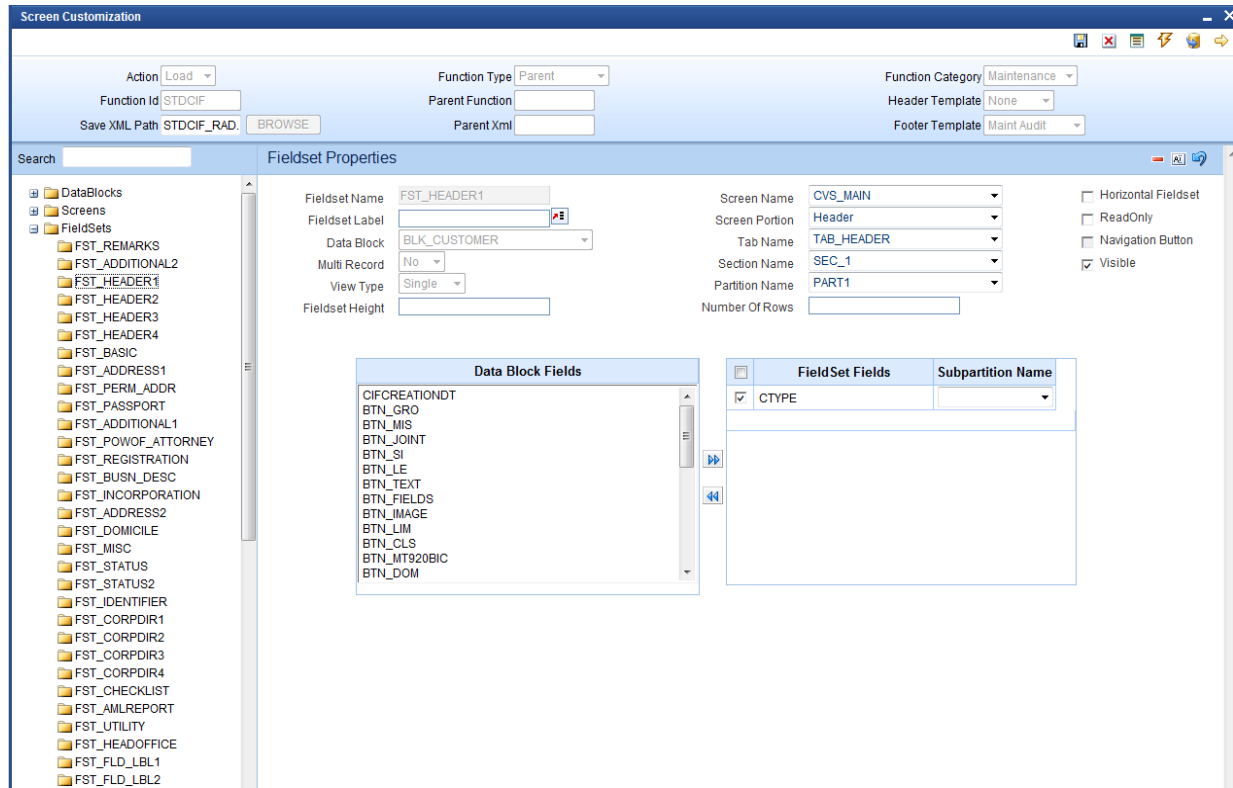 Screen Customization
Action Load
Function Type Parent
Function Category Maintenance
Function Id STDCIF
Parent Function
Header Template None
Save XML Path STDCIF_RAD. BROWSE
Parent Xml
Footer Template Maint Audit
Search
Fieldset Properties
DataBlocks
Screens
FieldSets
FST_REMARKS
FST_ADDITIONAL2
FST_HEADER1
FST_HEADER2
FST_HEADER3
FST_HEADER4
FST_BASIC
FST_ADDRESS1
FST_PERM_ADDR
FST_PASSPORT
FST_ADDITIONAL1
FST_POWOF_ATTORNEY
FST_REGISTRATION
FST_BUSN_DESC
FST_INCORPORATION
FST_ADDRESS2
FST_DOMICILE
FST_MISC
FST_STATUS
FST_STATUS2
FST_IDENTIFIER
FST_CORPDIR1
FST_CORPDIR2
FST_CORPDIR3
FST_CORPDIR4
FST_CHECKLIST
FST_AMLREPORT
FST_UTILITY
FST_HEADOFFICE
FST_FLD_LBL1
FST_FLD_LBL2
Fieldset Name FST_HEADER1
Fieldset Label
Data Block BLK_CUSTOMER
Multi Record No
View Type Single
Fieldset Height
Screen Name CVS_MAIN
Screen Portion Header
Tab Name TAB_HEADER
Section Name SEC_1
Partition Name PART1
Number Of Rows
Horizontal Fieldset
ReadOnly
Navigation Button
Visible
Data Block Fields
CIFCREATIONDT
BTN_GRO
BTN_MIS
BTN_JOINT
BTN_SI
BTN_LE
BTN_TEXT
BTN_FIELDS
BTN_IMAGE
BTN_LIM
BTN_CLS
BTN_MT920BIC
BTN_DOM
FieldSet Fields Subpartition Name
CTYPE